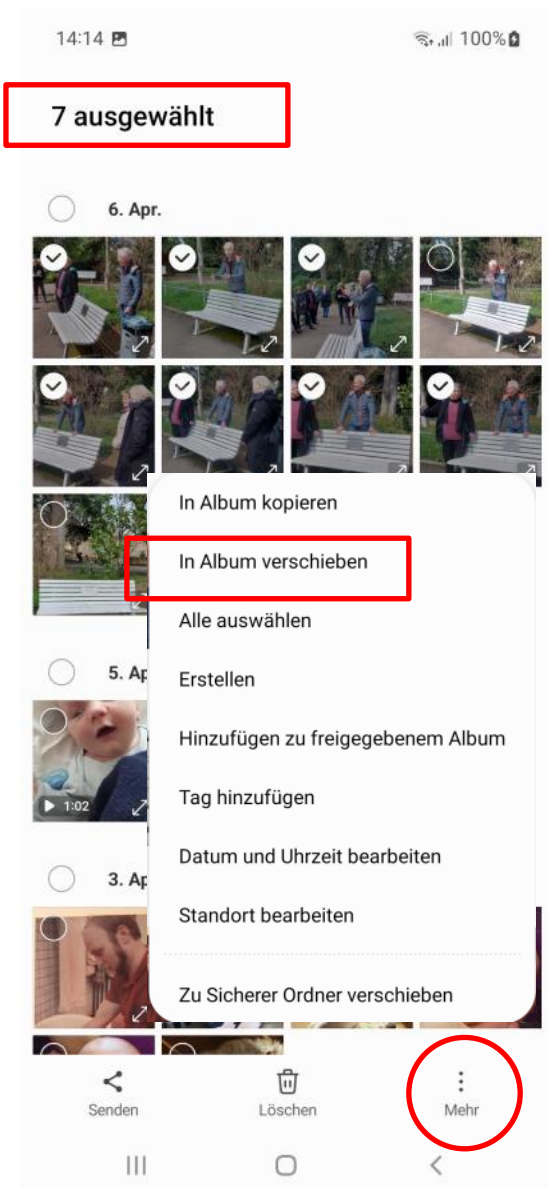 14:14 100%
7 ausgewählt
6. Apr.
In Album kopieren
In Album verschieben
Alle auswählen
5. Ap
Erstellen
Hinzufügen zu freigegebenem Album
Tag hinzufügen
1:02
Datum und Uhrzeit bearbeiten
3. Ap
Standort bearbeiten
Zu Sicherer Ordner verschieben
Senden Löschen Mehr